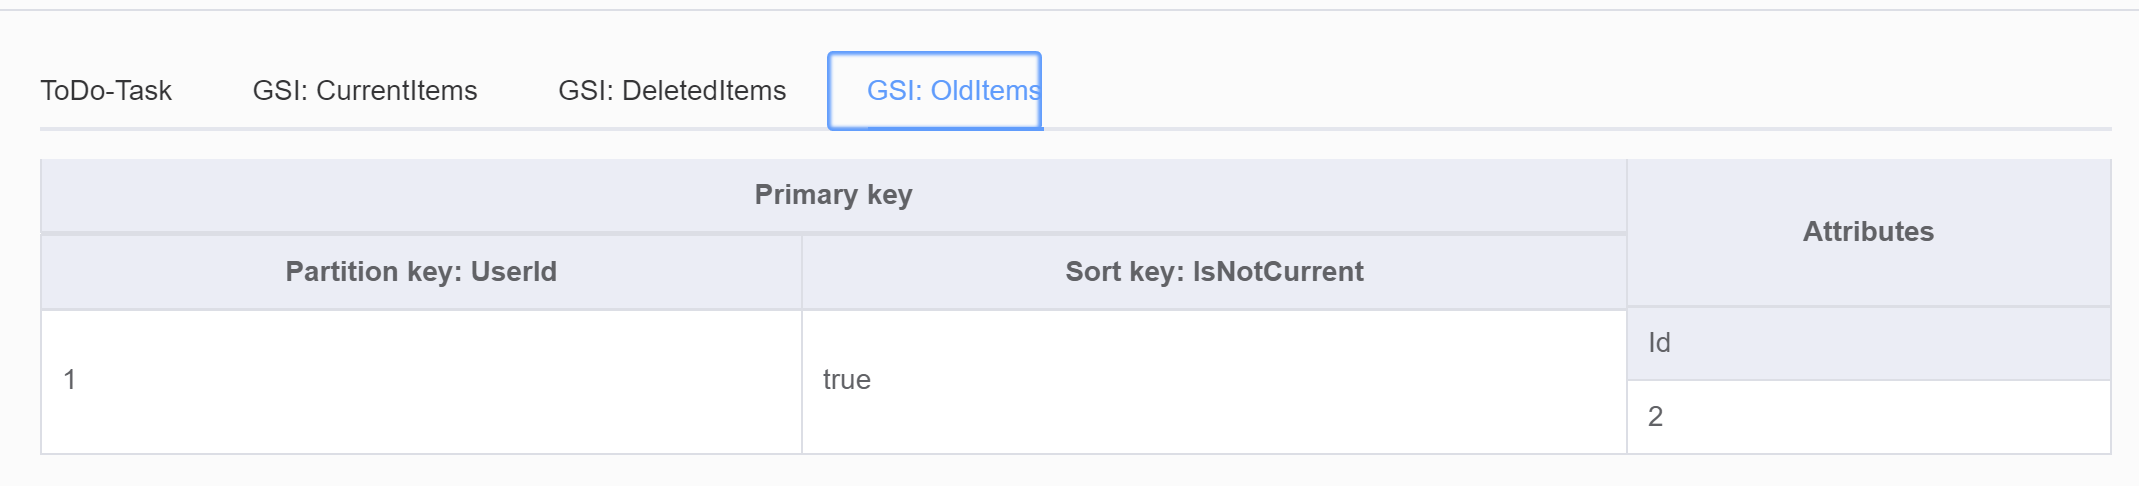 ToDo-Task GSI: CurrentItems GSI: DeletedItems GSI: OldItems
Primary key
Attributes
Partition key: UserId Sort key: IsNotCurrent
Id
1 true
2